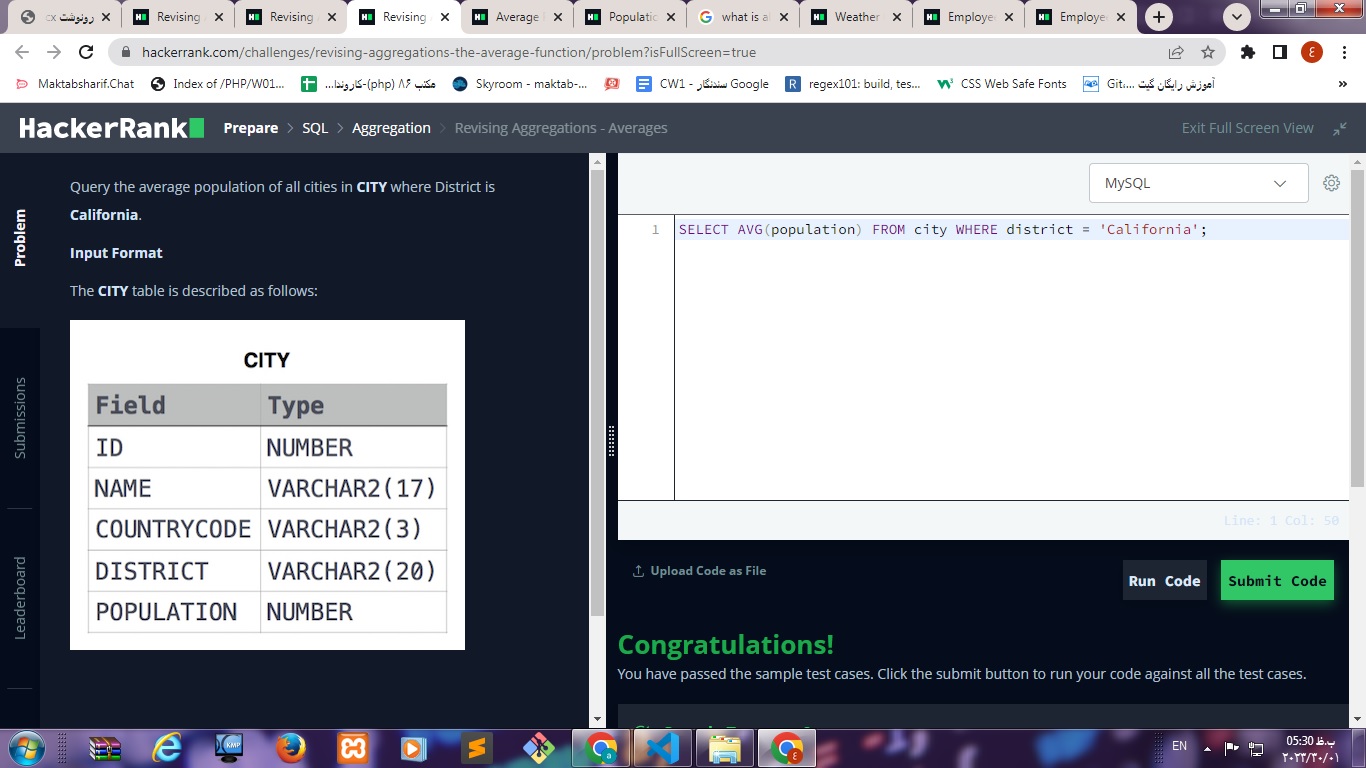 رونوشت cx
Revising
Revising
Revising
Average
Populatio
what is a
Weather
Employe
Employe
hackerrank.com/challenges/revising-aggregations-the-average-function/problem?isFullScreen=true
ع
Maktabsharif.Chat
Index of /PHP/W01...
مکتب ۸۶ (php)-کاروندا...
Skyroom - maktab-...
CW1 - سندنگار Google
regex101: build, tes...
CSS Web Safe Fonts
آموزش رایگان گیت ...Git
»
HackerRank
Prepare > SQL > Aggregation > Revising Aggregations - Averages
Exit Full Screen View
Problem
Submissions
Leaderboard
Query the average population of all cities in CITY where District is
California.
Input Format
The CITY table is described as follows:
CITY
Field Type
ID NUMBER
NAME VARCHAR2(17)
COUNTRYCODE VARCHAR2(3)
DISTRICT VARCHAR2(20)
POPULATION NUMBER
MySQL
1 SELECT AVG(population) FROM city WHERE district = 'California';
Line: 1 Col: 50
Upload Code as File
Run Code
Submit Code
Congratulations!
You have passed the sample test cases. Click the submit button to run your code against all the test cases.
EN
05:30 ب.ظ